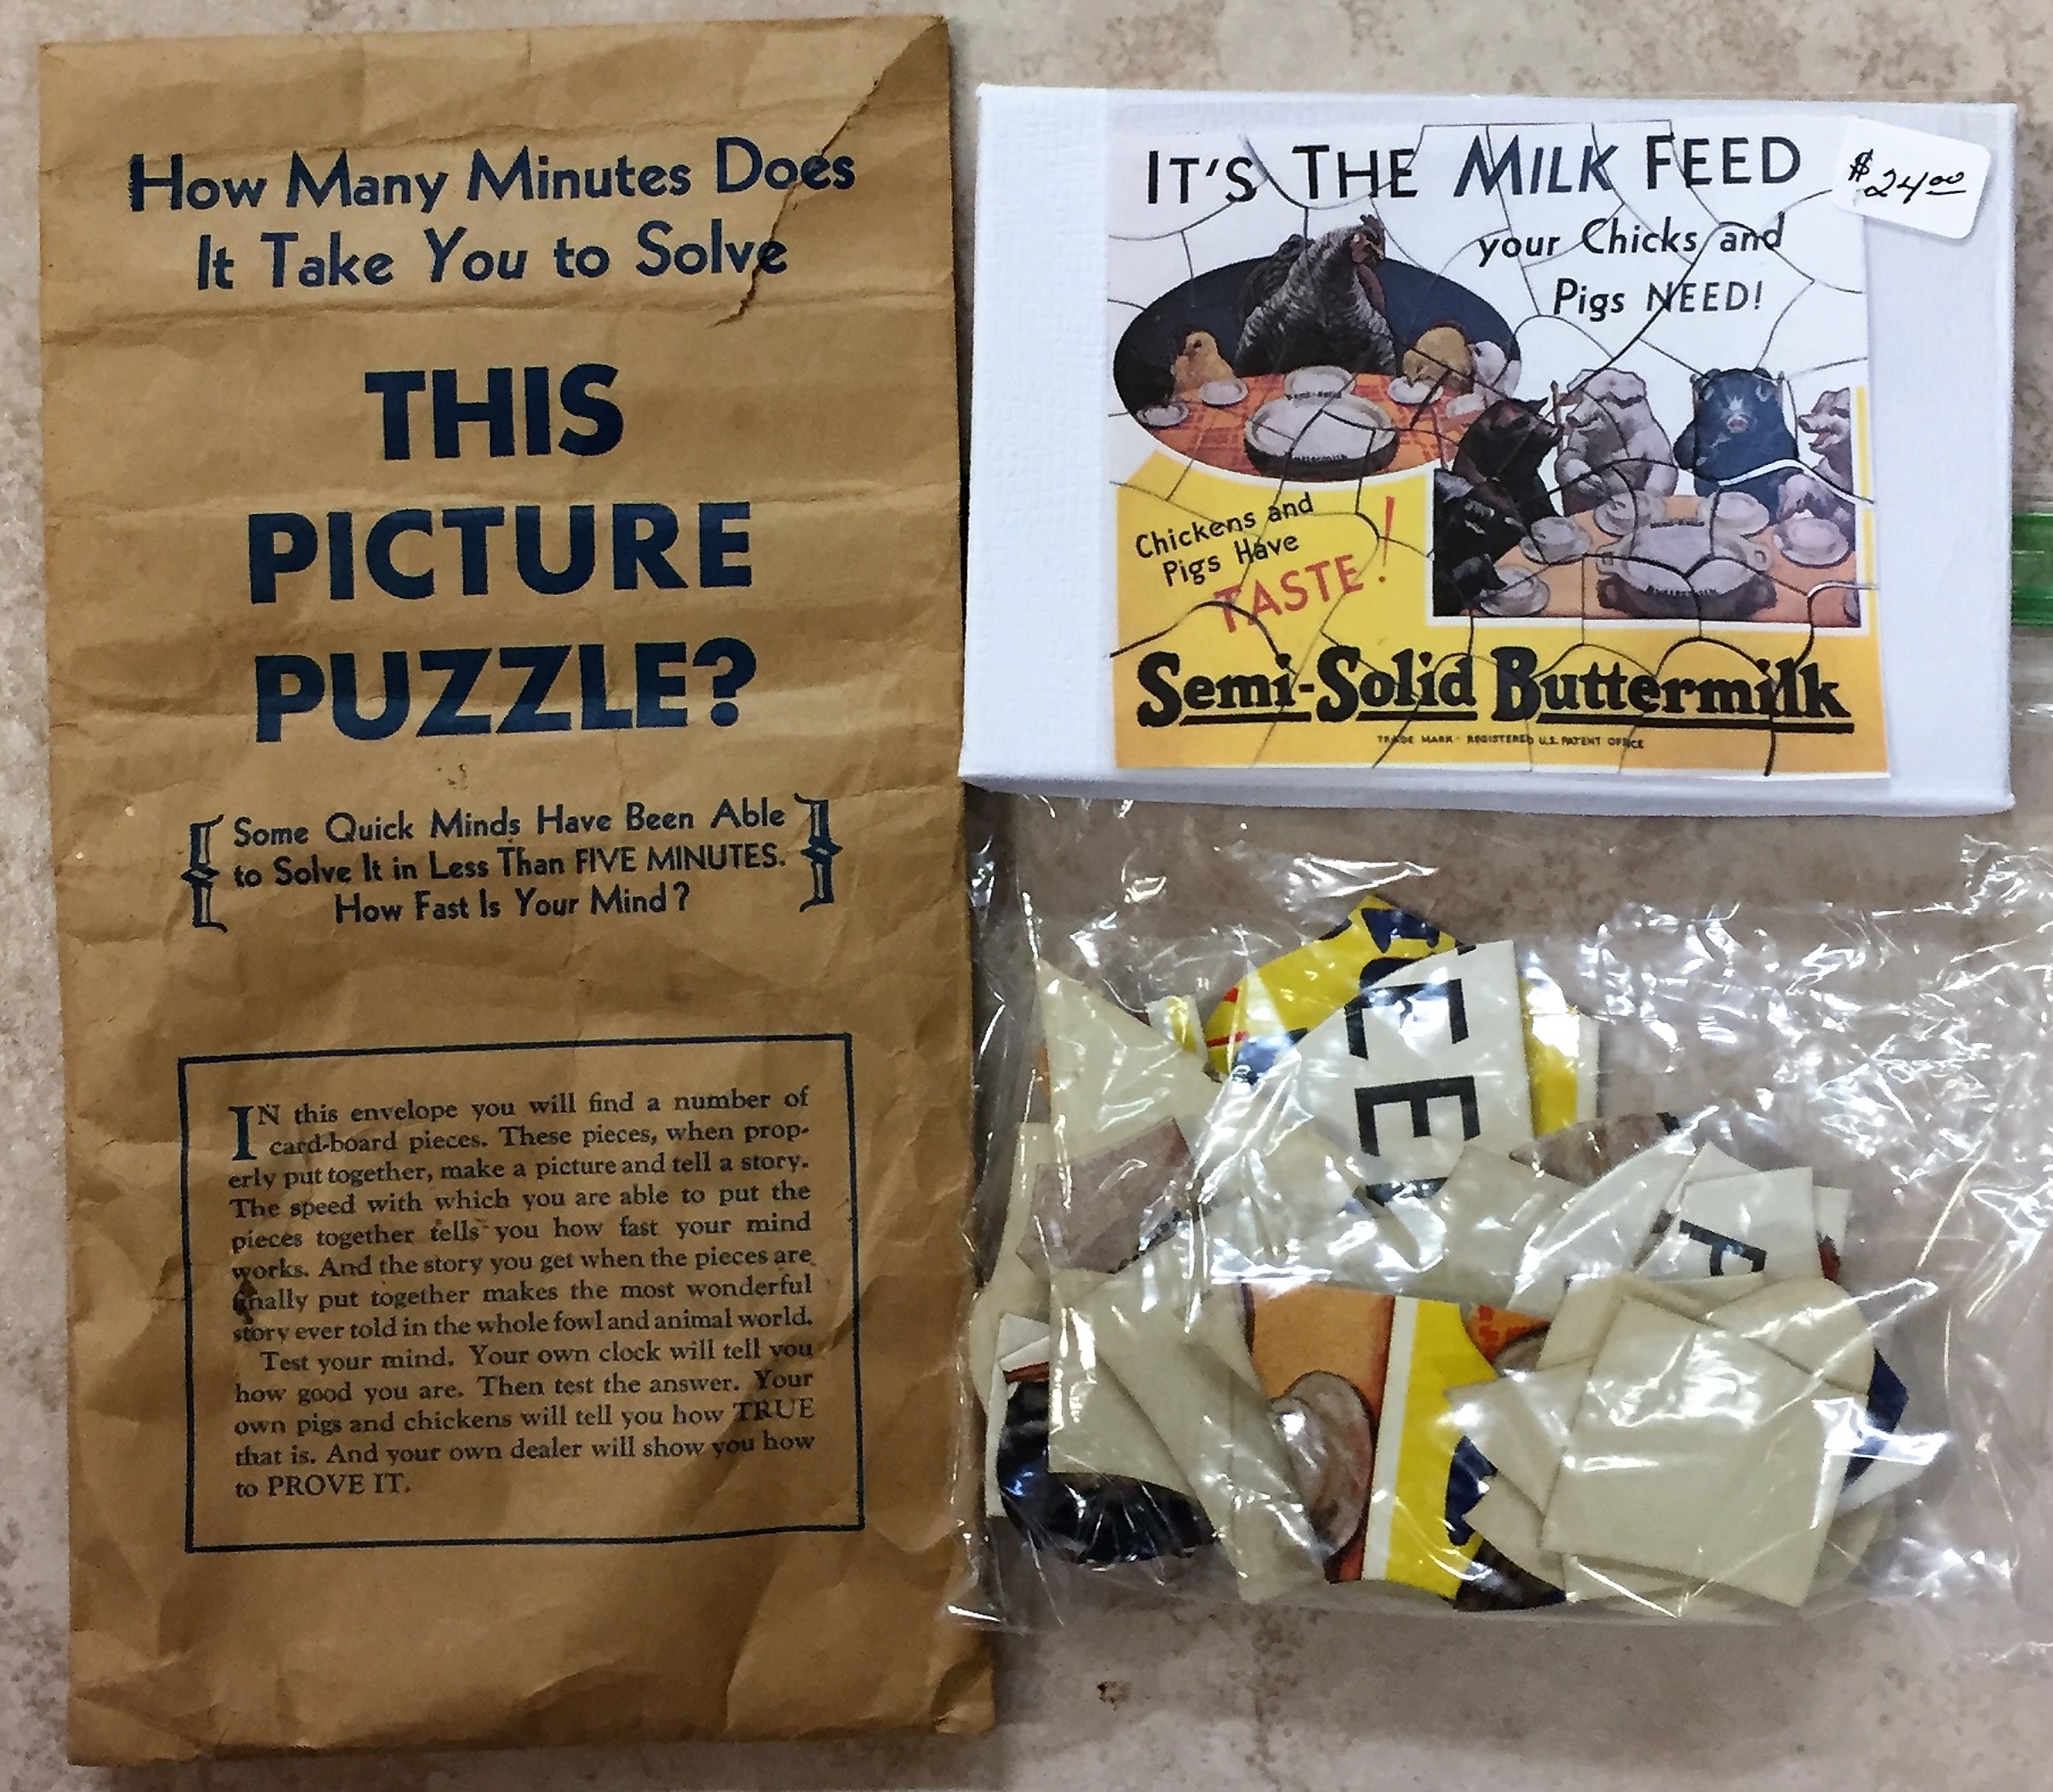 How Many Minutes Does
It Take You to Solve
THIS
PICTURE
PUZZLE?
Some Quick Minds Have Been Able
to Solve It in Less Than FIVE MINUTES.
How Fast Is Your Mind?
IN this envelope you will find a number of
card-board pieces. These pieces, when prop-
erly put together, make a picture and tell a story.
The speed with which you are able to put the
pieces together tells you how fast your mind
works. And the story you get when the pieces are
finally put together makes the most wonderful
story ever told in the whole fowl and animal world.
Test your mind. Your own clock will tell you
how good you are. Then test the answer. Your
own pigs and chickens will tell you how TRUE
that is. And your own dealer will show you how
to PROVE IT.
IT'S THE MILK FEED
your Chicks and
Pigs NEED!
$24.00
Chickens and
Pigs Have
TASTE!
Semi-Solid Buttermilk
TRADE MARK - REGISTERED U.S. PATENT OFFICE
Buttermilk
EE
F